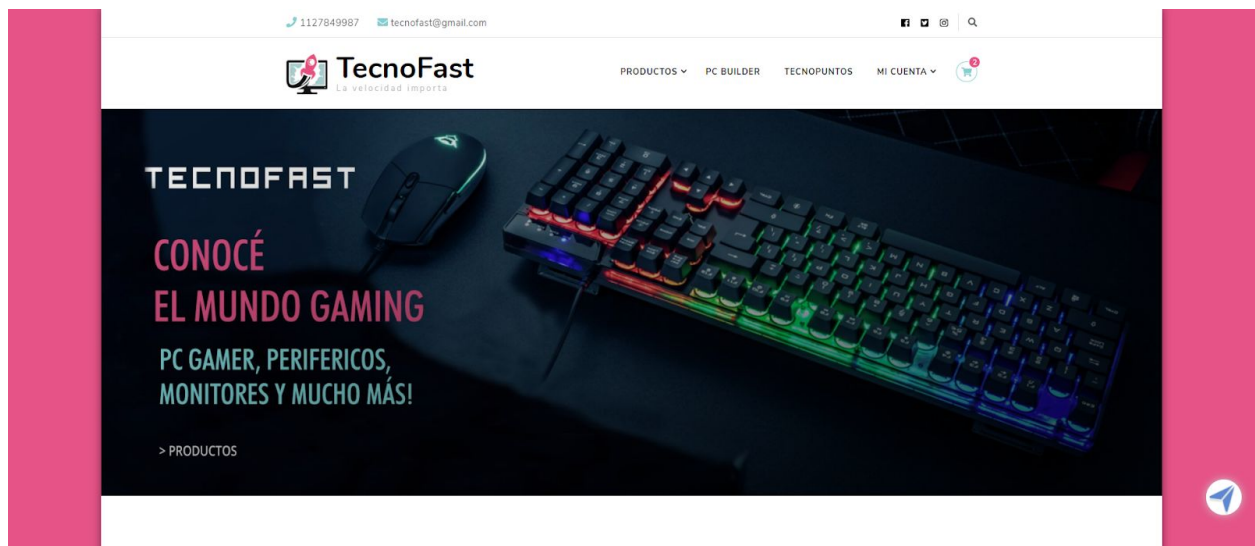 1127849987 tecnofast@gmail.com
TecnoFast
La velocidad importa
PRODUCTOS PC BUILDER TECNOPUNTOS MI CUENTA 2
TECNOFAST
CONOCÉ
EL MUNDO GAMING
PC GAMER, PERIFERICOS,
MONITORES Y MUCHO MÁS!
> PRODUCTOS